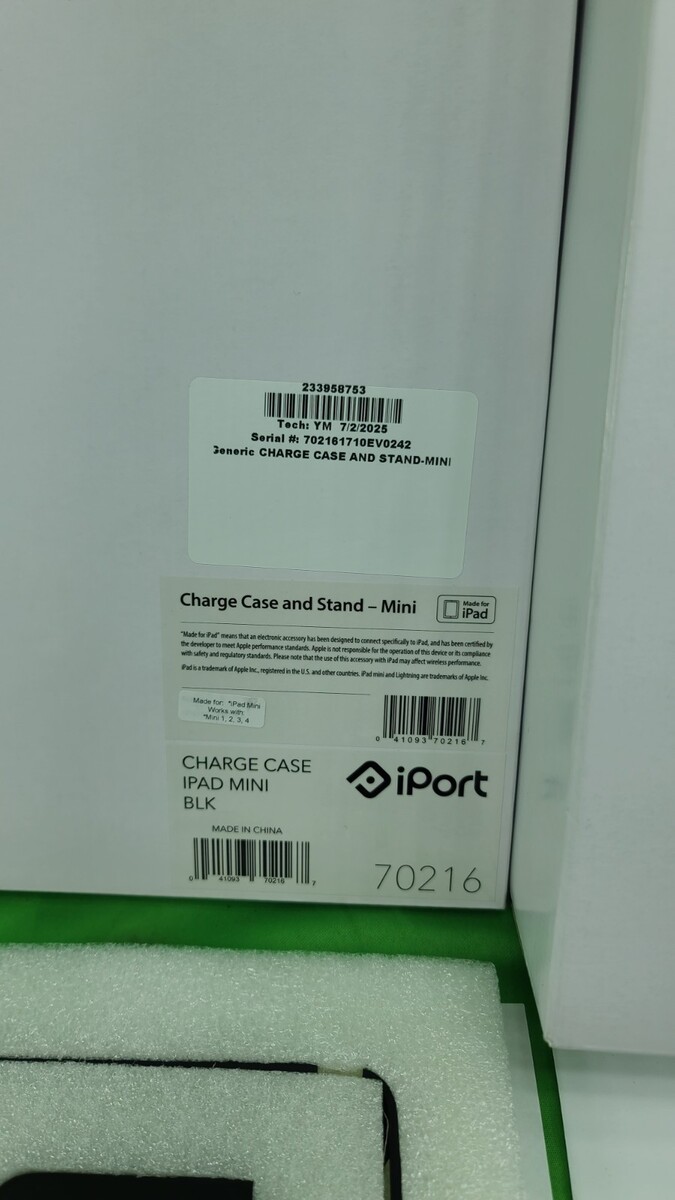 233958753
Tech: YM 7/2/2025
Serial #: 702161710EV0242
Generic CHARGE CASE AND STAND-MINI
Charge Case and Stand – Mini
Made for
iPad
"Made for iPad" means that an electronic accessory has been designed to connect specifically to iPad, and has been certified by
the developer to meet Apple performance standards. Apple is not responsible for the operation of this device or its compliance
with safety and regulatory standards. Please note that the use of this accessory with iPad may affect wireless performance.
iPad is a trademark of Apple Inc., registered in the U.S. and other countries. iPad mini and Lightning are trademarks of Apple Inc.
Made for: *iPad Mini
Works with:
*Mini 1, 2, 3, 4
0 41093 70216 7
CHARGE CASE
IPAD MINI
BLK
iPort
MADE IN CHINA
0 41093 70216 7
70216